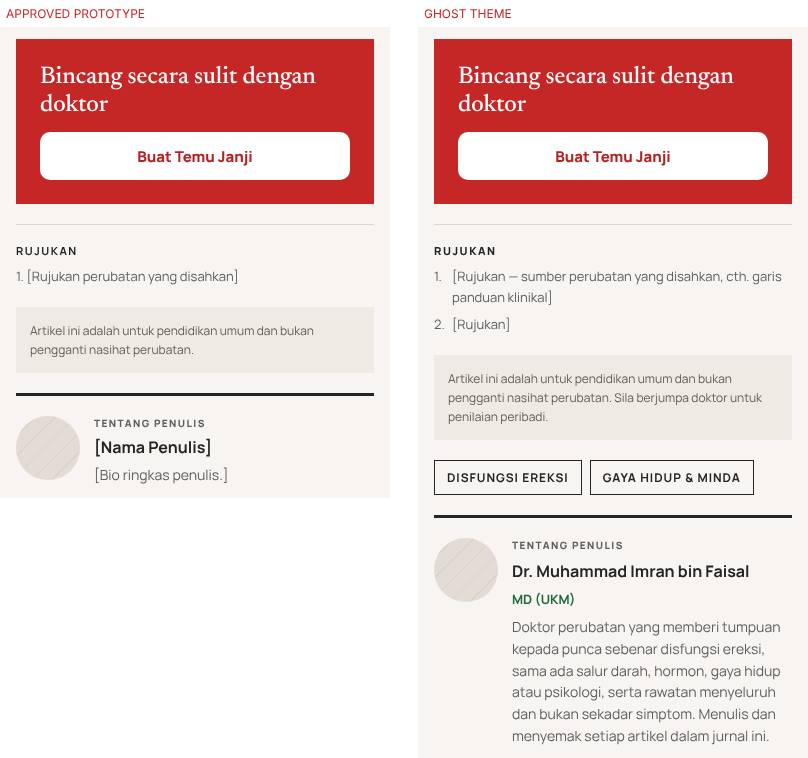 APPROVED PROTOTYPE
Bincang secara sulit dengan
doktor
Buat Temu Janji
RUJUKAN
1. [Rujukan perubatan yang disahkan]
Artikel ini adalah untuk pendidikan umum dan bukan
pengganti nasihat perubatan.
TENTANG PENULIS
[Nama Penulis]
[Bio ringkas penulis.]
GHOST THEME
Bincang secara sulit dengan
doktor
Buat Temu Janji
RUJUKAN
1. [Rujukan — sumber perubatan yang disahkan, cth. garis
panduan klinikal]
2. [Rujukan]
Artikel ini adalah untuk pendidikan umum dan bukan
pengganti nasihat perubatan. Sila berjumpa doktor untuk
penilaian peribadi.
DISFUNGSI EREKSI
GAYA HIDUP & MINDA
TENTANG PENULIS
Dr. Muhammad Imran bin Faisal
MD (UKM)
Doktor perubatan yang memberi tumpuan
kepada punca sebenar disfungsi ereksi,
sama ada salur darah, hormon, gaya hidup
atau psikologi, serta rawatan menyeluruh
dan bukan sekadar simptom. Menulis dan
menyemak setiap artikel dalam jurnal ini.